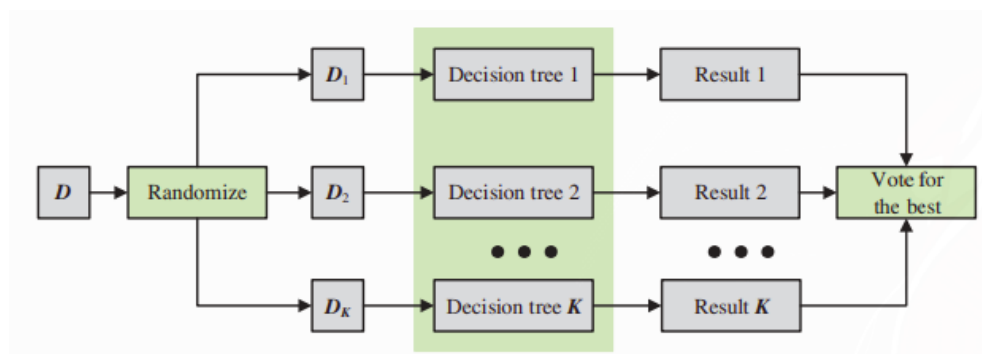 D₁
Decision tree 1
Result 1
D
Randomize
D₂
Decision tree 2
Result 2
Vote for
the best
D_K
Decision tree K
Result K